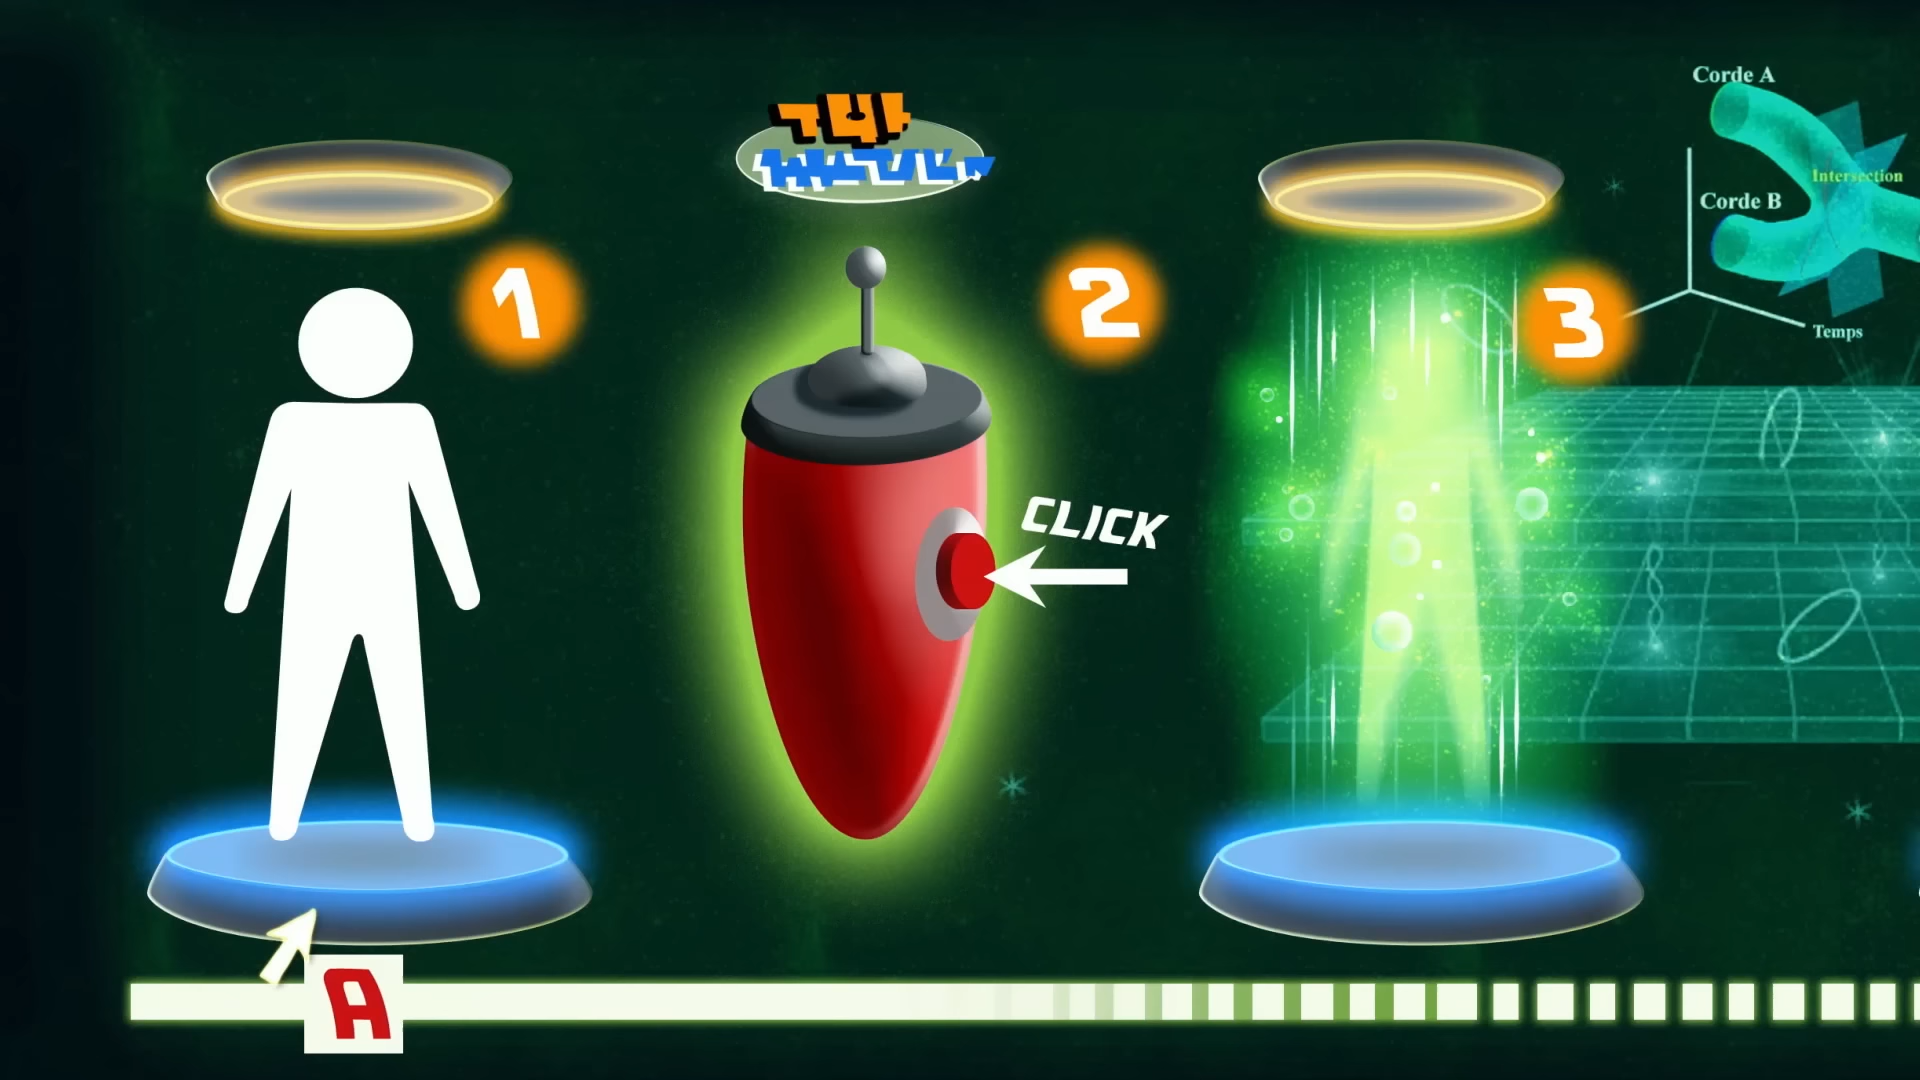 Corde A
Intersection
Corde B
Temps
1
2
3
CLICK
A